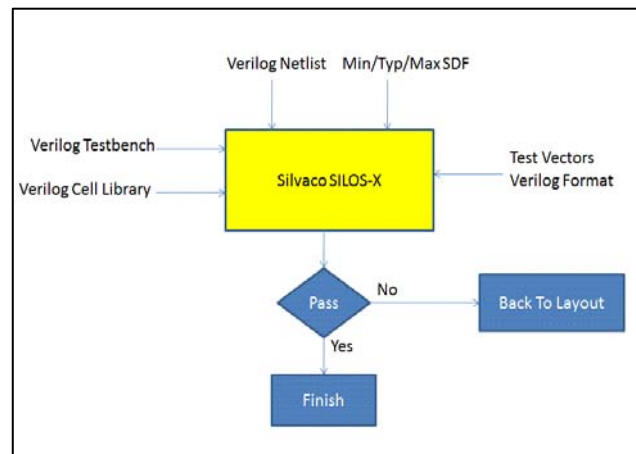 Verilog Netlist
Min/Typ/Max SDF
Verilog Testbench
Verilog Cell Library
Silvaco SILOS-X
Test Vectors
Verilog Format
Pass
No
Back To Layout
Yes
Finish